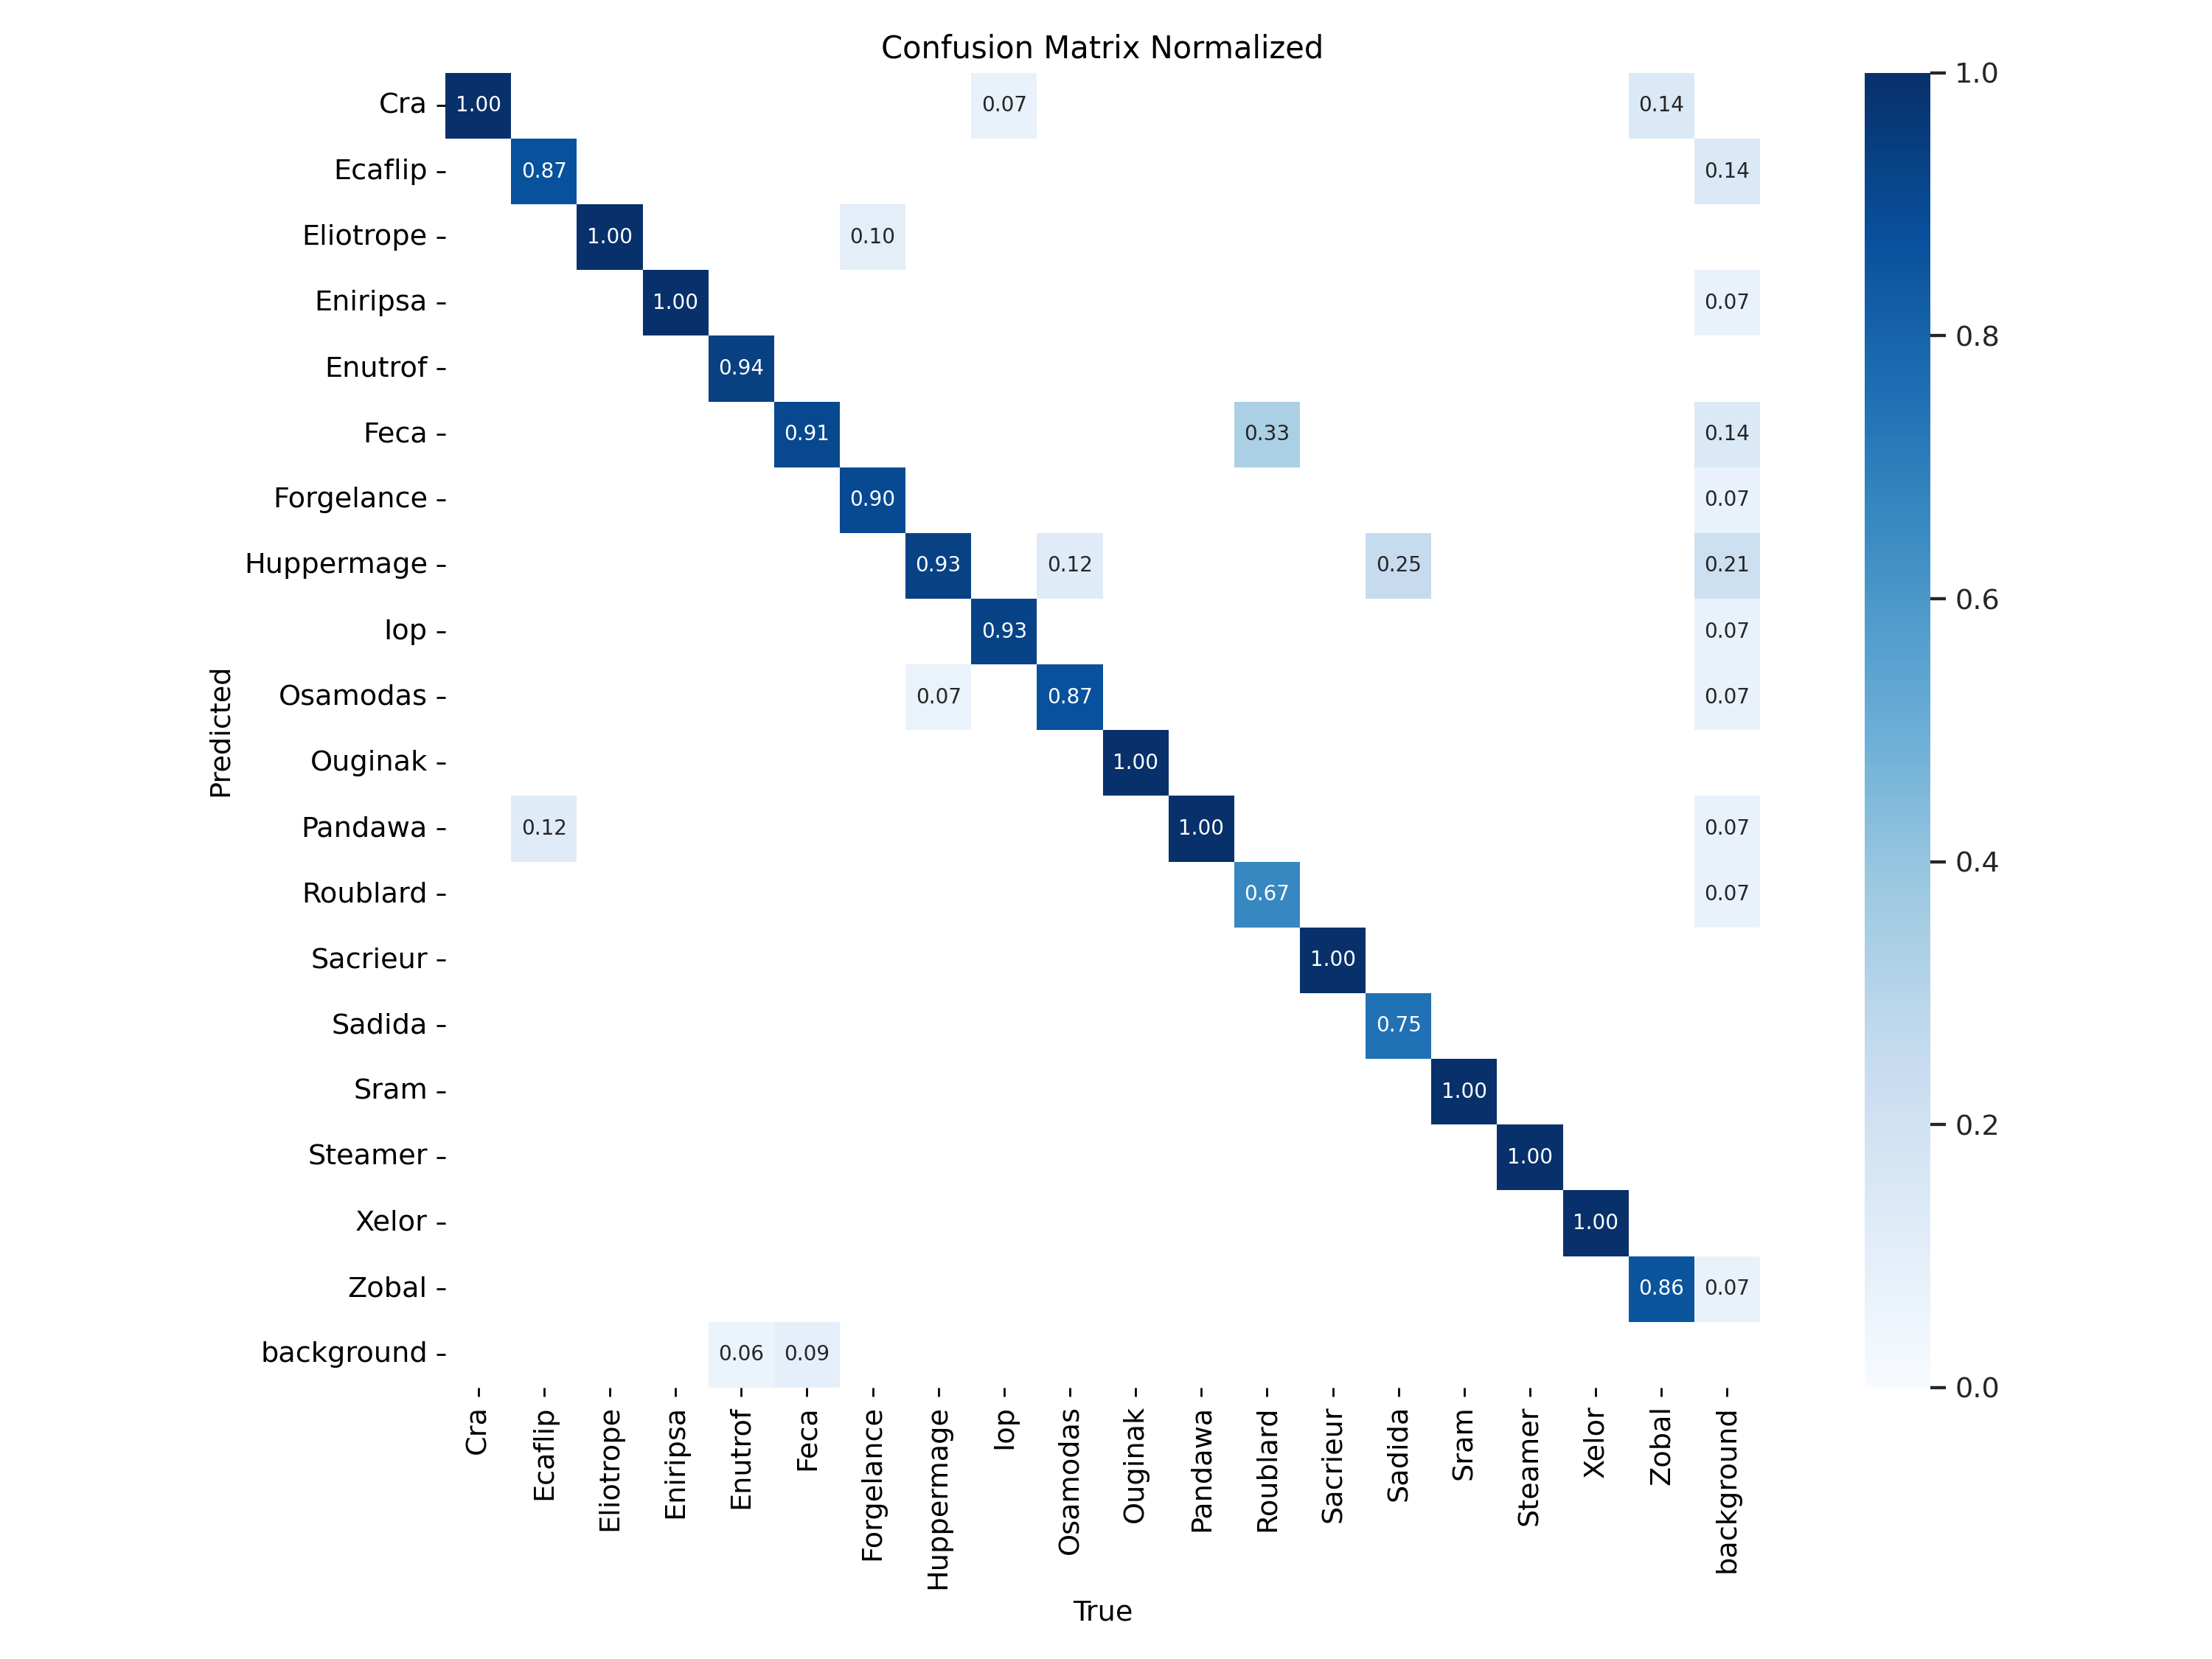 Confusion Matrix Normalized
Cra 1.00 0.07 0.14
Ecaflip 0.87 0.14
Eliotrope 1.00 0.10
Eniripsa 1.00 0.07
Enutrof 0.94
Feca 0.91 0.33 0.14
Forgelance 0.90 0.07
Huppermage 0.93 0.12 0.25 0.21
Iop 0.93 0.07
Osamodas 0.07 0.87 0.07
Ouginak 1.00
Pandawa 0.12 1.00 0.07
Roublard 0.67 0.07
Sacrieur 1.00
Sadida 0.75
Sram 1.00
Steamer 1.00
Xelor 1.00
Zobal 0.86 0.07
background 0.06 0.09
Predicted
Cra Ecaflip Eliotrope Eniripsa Enutrof Feca Forgelance Huppermage Iop Osamodas Ouginak Pandawa Roublard Sacrieur Sadida Sram Steamer Xelor Zobal background
True
1.0
0.8
0.6
0.4
0.2
0.0